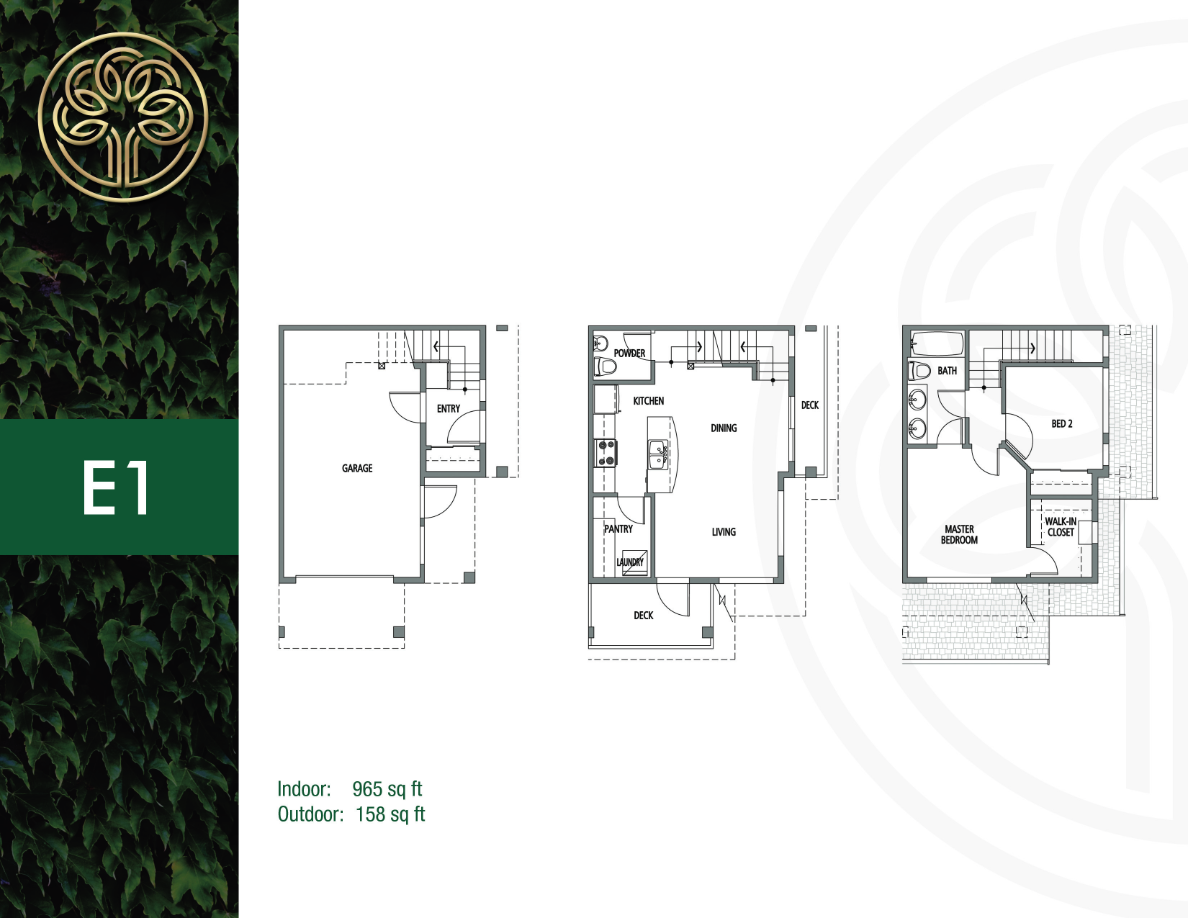 E1
GARAGE
ENTRY
POWDER
KITCHEN
DINING
DECK
PANTRY
LAUNDRY
LIVING
DECK
BATH
BED 2
MASTER
BEDROOM
WALK-IN
CLOSET
Indoor: 965 sq ft
Outdoor: 158 sq ft